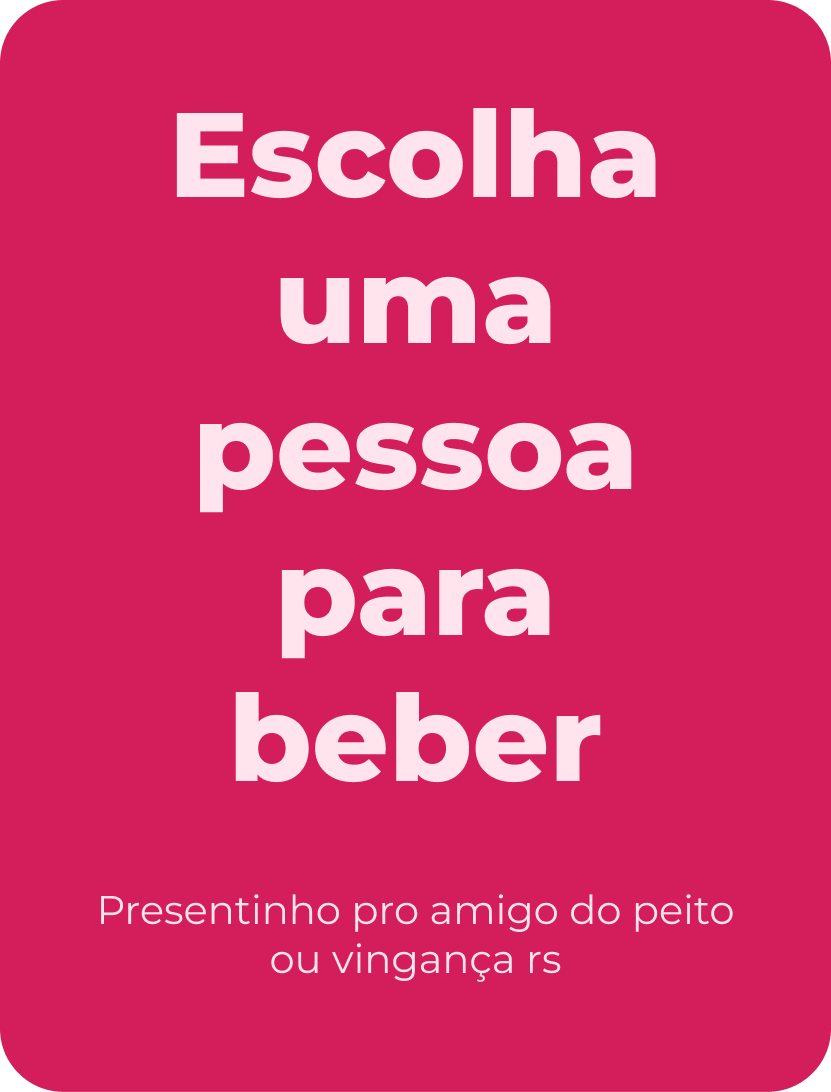 Escolha
uma
pessoa
para
beber
Presentinho pro amigo do peito
ou vingança rs